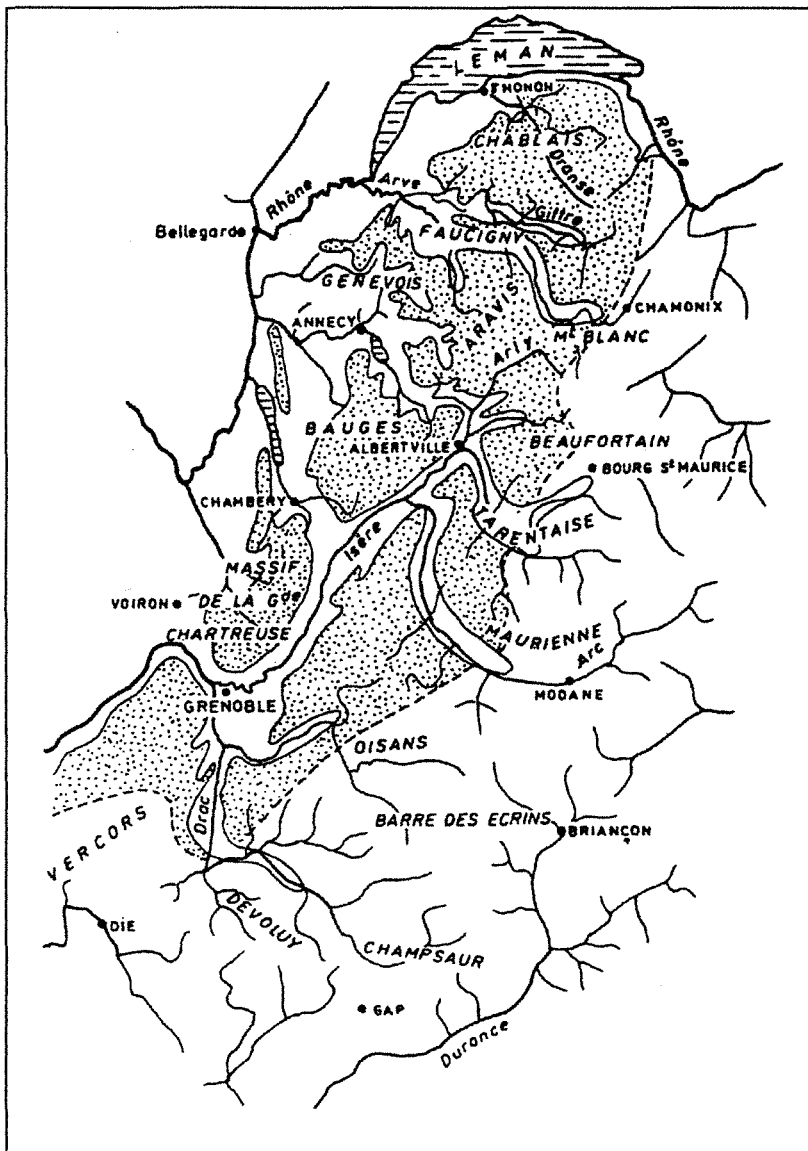 LEMAN
THONON
CHABLAIS
Rhône
Dranse
Rhône
Arve
Giffre
Bellegarde
FAUCIGNY
GENEVOIS
CHAMONIX
ARAVIS
ANNECY
Mt BLANC
Arly
BAUGES
ALBERTVILLE
BEAUFORTAIN
BOURG St MAURICE
CHAMBERY
TARENTAISE
Isère
MASSIF
VOIRON
DE LA Gde
CHARTREUSE
MAURIENNE
Arc
MODANE
GRENOBLE
OISANS
Drac
BARRE DES ECRINS
BRIANÇON
VERCORS
DÉVOLUY
DIE
CHAMPSAUR
GAP
Durance